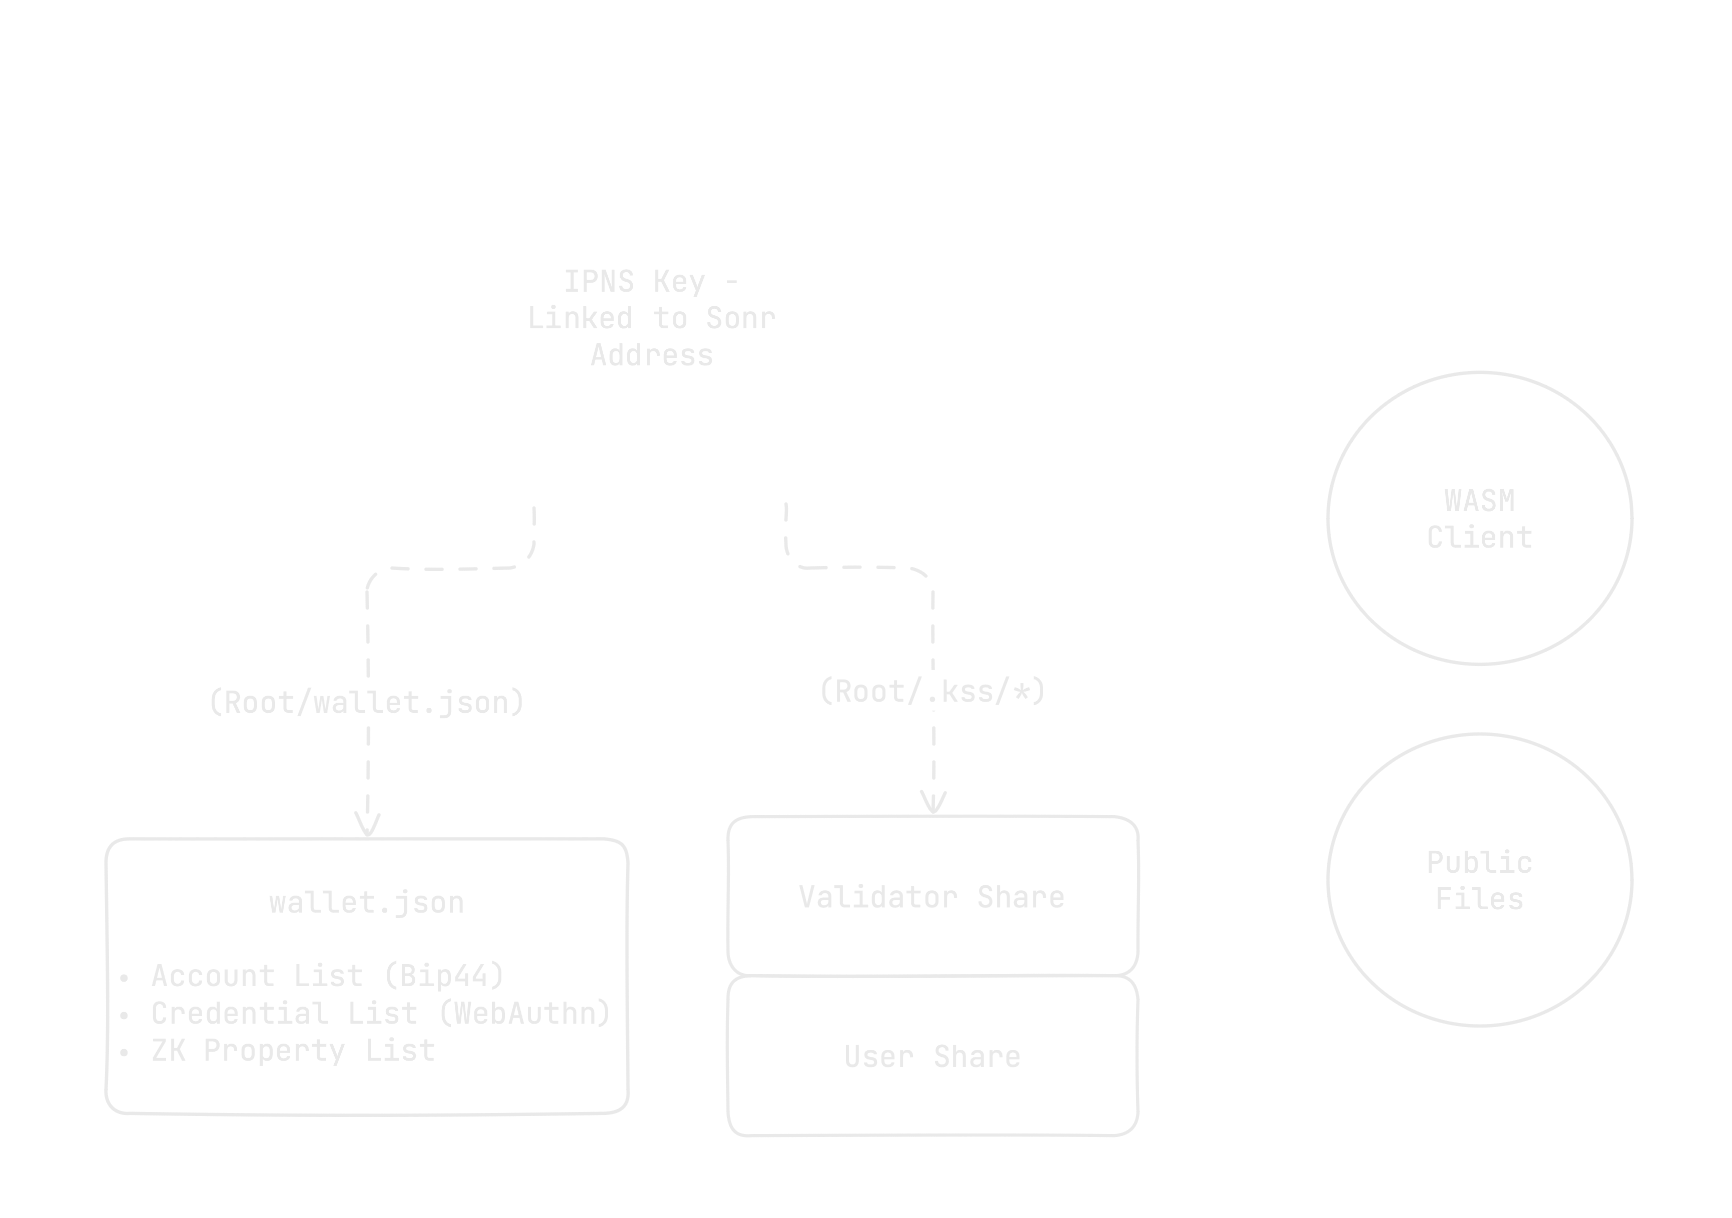 IPNS Key -
Linked to Sonr
Address
WASM
Client
(Root/wallet.json)
(Root/.kss/*)
wallet.json
• Account List (Bip44)
• Credential List (WebAuthn)
• ZK Property List
Validator Share
User Share
Public
Files